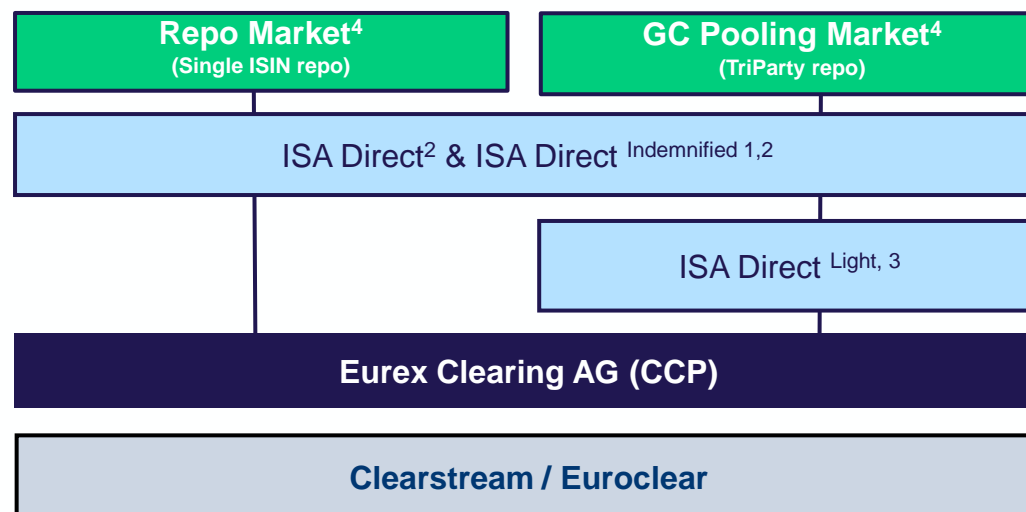 Repo Market⁴
(Single ISIN repo)
GC Pooling Market⁴
(TriParty repo)
ISA Direct² & ISA Direct Indemnified 1,2
ISA Direct Light, 3
Eurex Clearing AG (CCP)
Clearstream / Euroclear